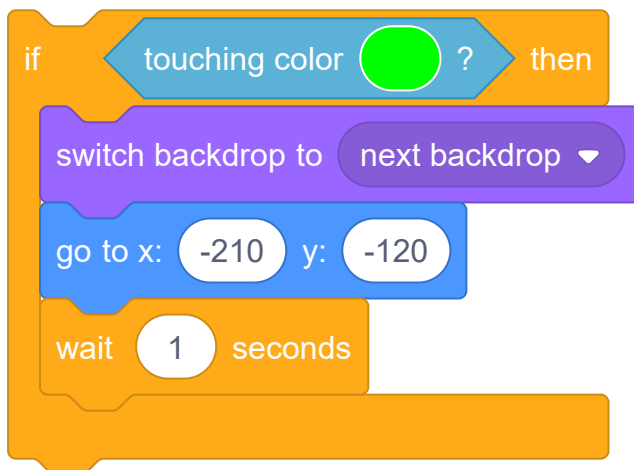 if touching color ? then
switch backdrop to next backdrop
go to x: -210 y: -120
wait 1 seconds